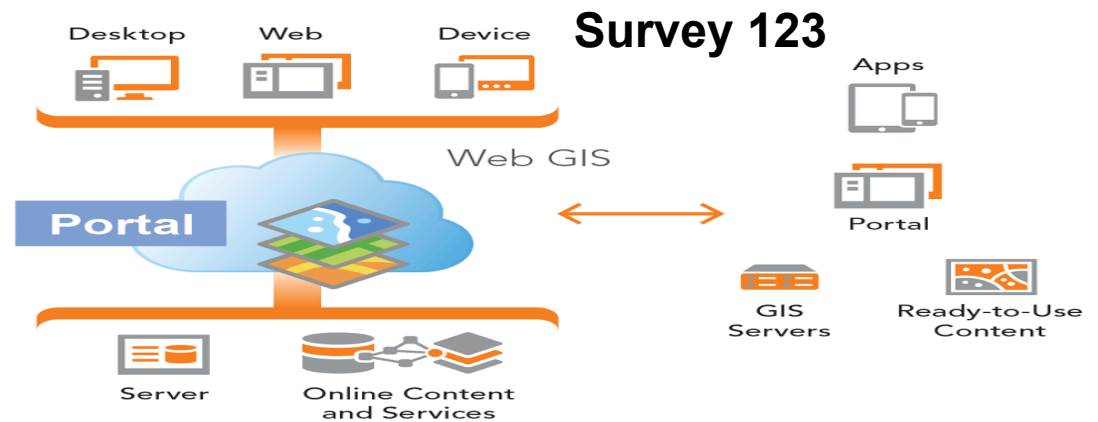 Survey 123
Desktop
Web
Device
Apps
Web GIS
Portal
Portal
GIS
Servers
Ready-to-Use
Content
Server
Online Content
and Services